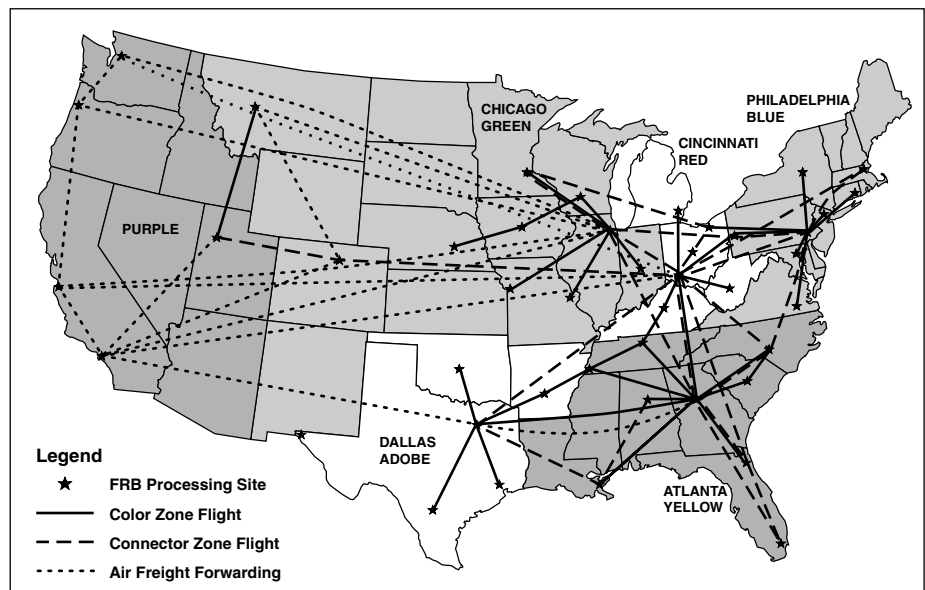 CHICAGO
GREEN
PHILADELPHIA
BLUE
CINCINNATI
RED
PURPLE
DALLAS
ADOBE
ATLANTA
YELLOW
Legend
FRB Processing Site
Color Zone Flight
Connector Zone Flight
Air Freight Forwarding